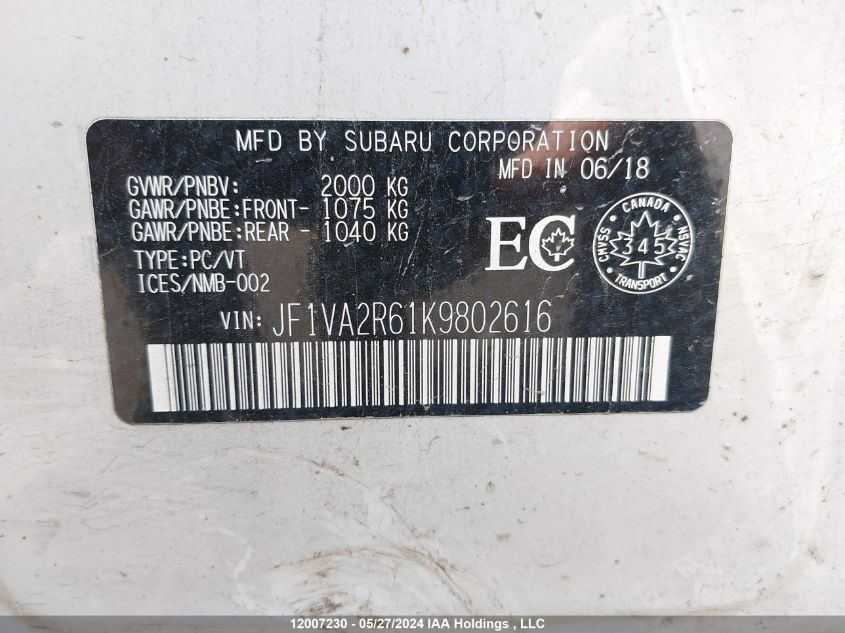 MFD BY SUBARU CORPORATION
MFD IN 06/18
GVWR/PNBV: 2000 KG
GAWR/PNBE:FRONT- 1075 KG
GAWR/PNBE:REAR - 1040 KG
TYPE:PC/VT
ICES/NMB-002
EC
CANADA
CMVSS 345 NSVAC
TRANSPORT
VIN: JF1VA2R61K9802616
12007230 - 05/27/2024 IAA Holdings , LLC